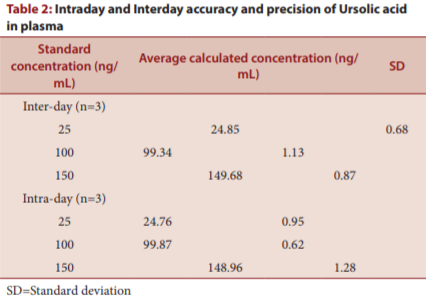 Table 2: Intraday and Interday accuracy and precision of Ursolic acid
in plasma
Standard concentration (ng/mL) Average calculated concentration (ng/mL) SD
Inter-day (n=3)
25 24.85 0.68
100 99.34 1.13
150 149.68 0.87
Intra-day (n=3)
25 24.76 0.95
100 99.87 0.62
150 148.96 1.28
SD=Standard deviation